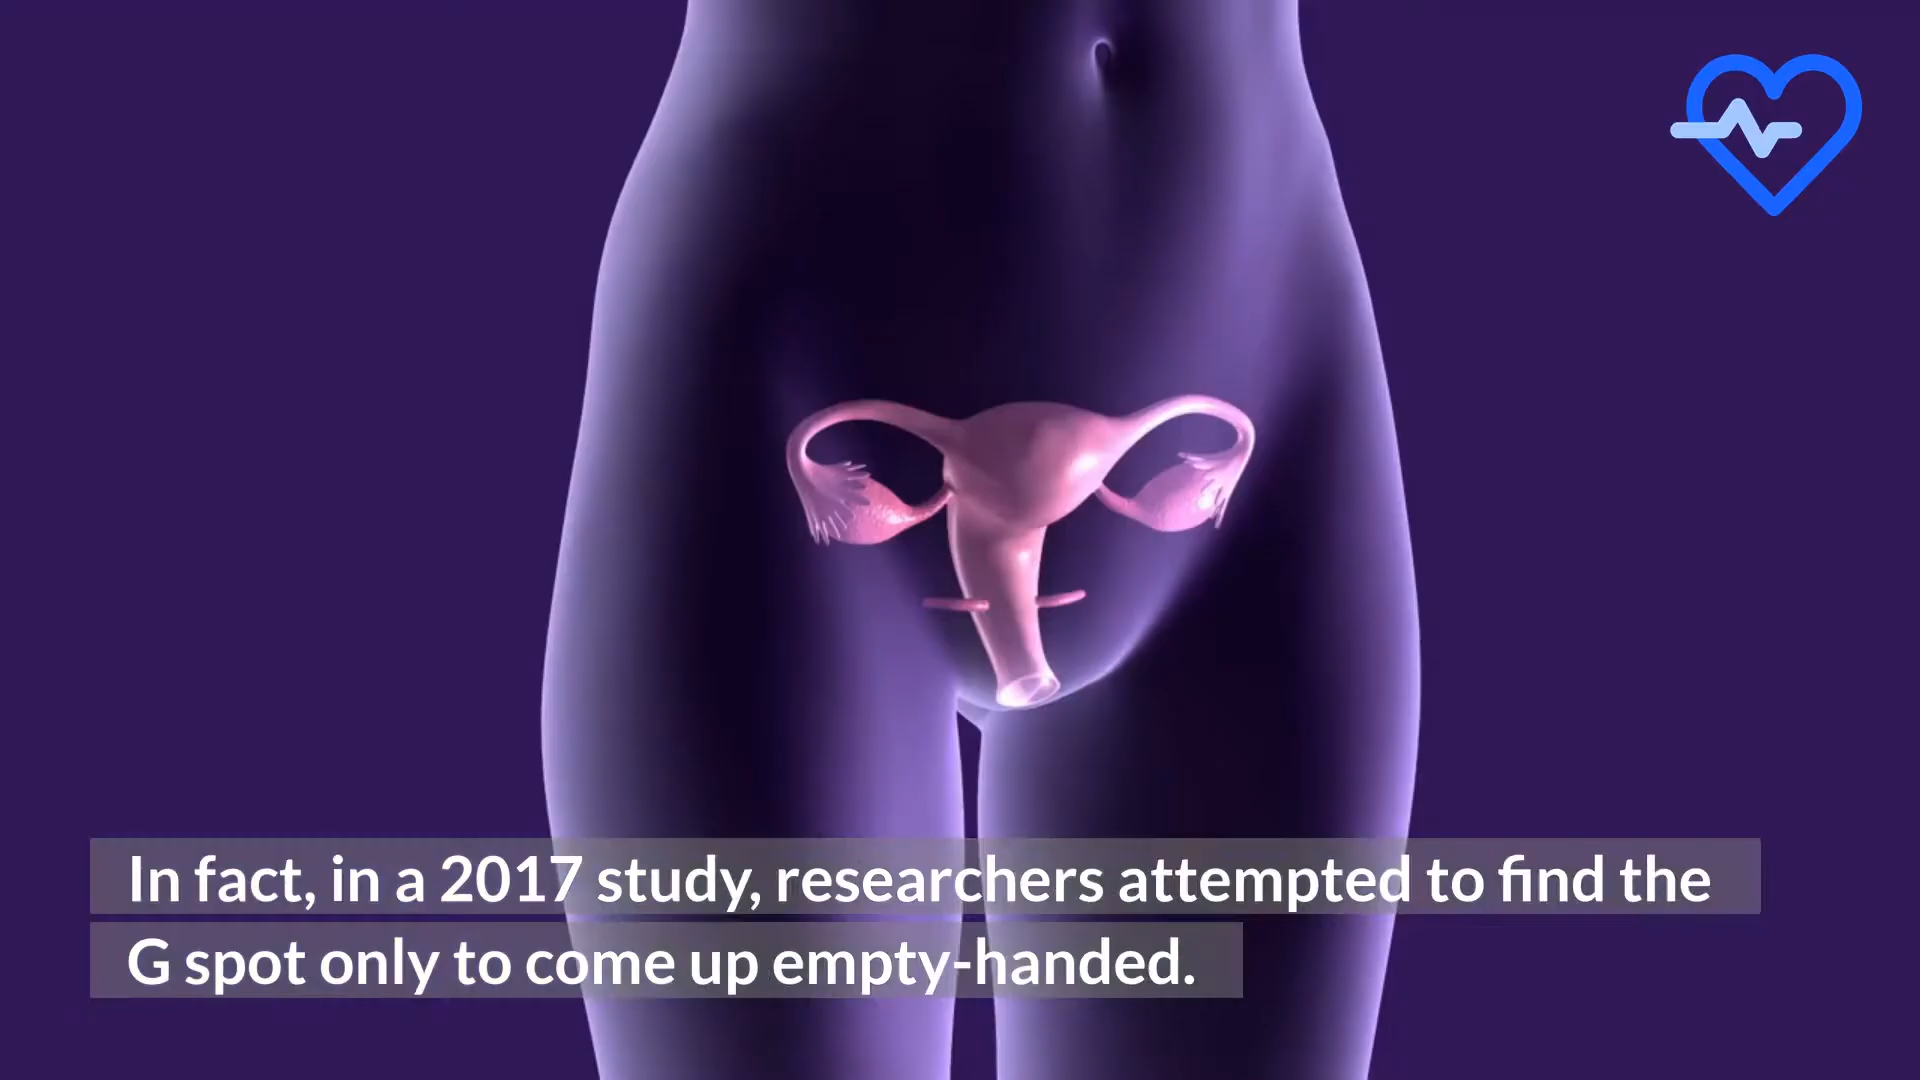 In fact, in a 2017 study, researchers attempted to find the
G spot only to come up empty-handed.